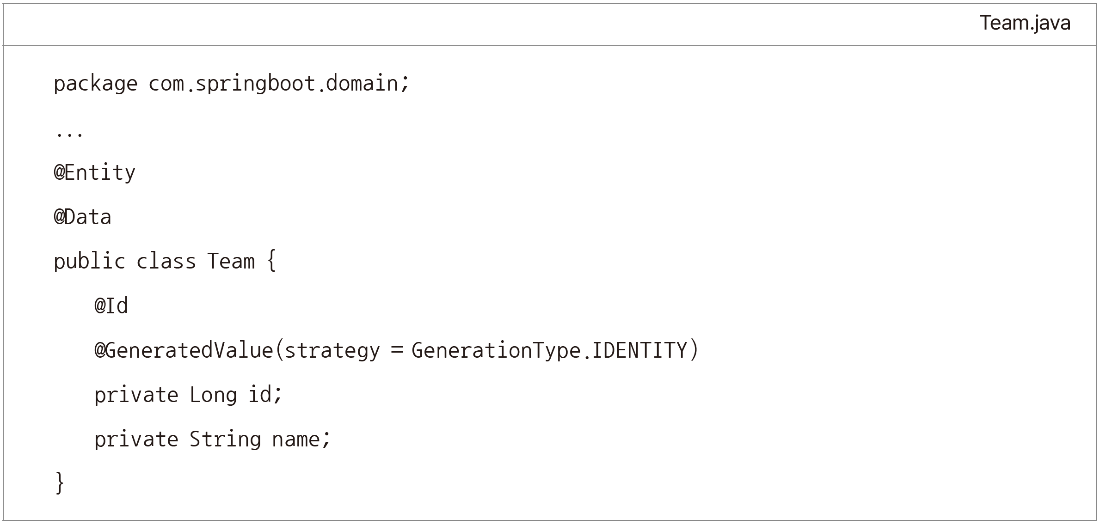 Team.java
package com.springboot.domain;
...
@Entity
@Data
public class Team {
@Id
@GeneratedValue(strategy = GenerationType.IDENTITY)
private Long id;
private String name;
}